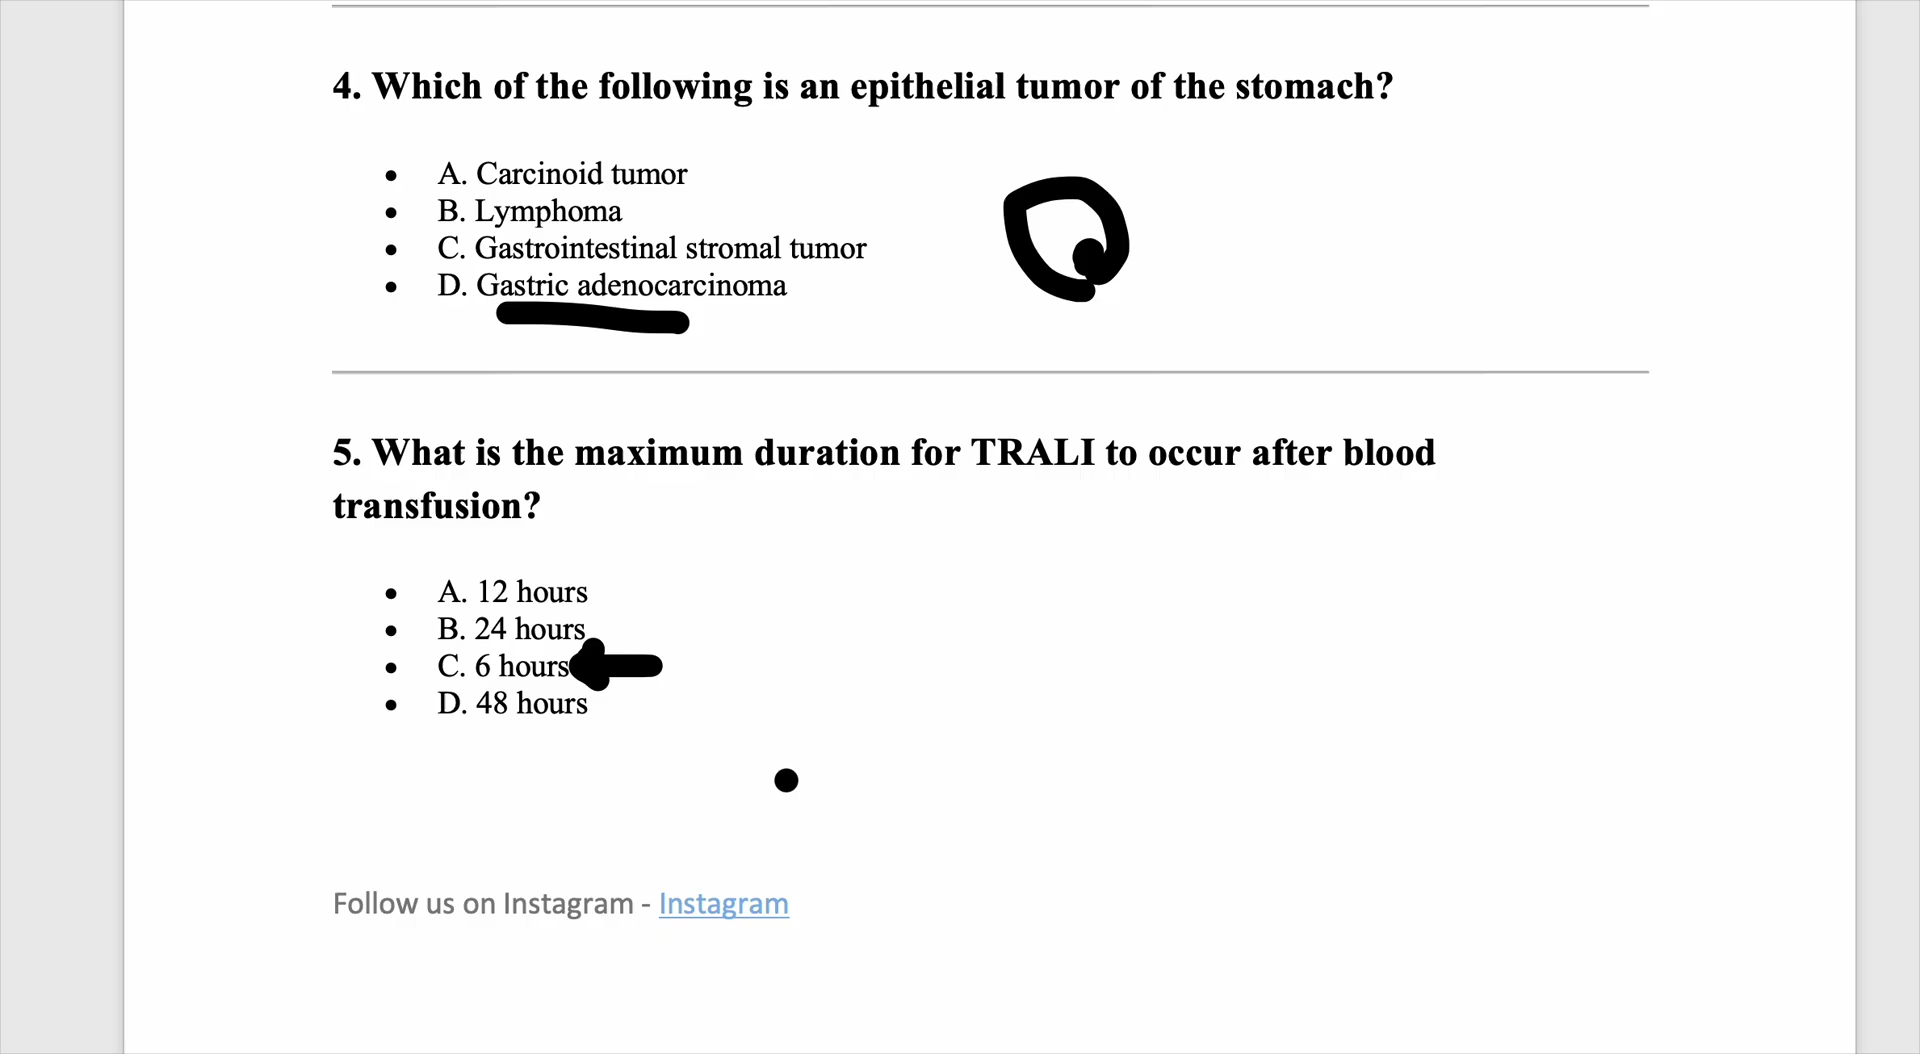 4. Which of the following is an epithelial tumor of the stomach?
• A. Carcinoid tumor
• B. Lymphoma
• C. Gastrointestinal stromal tumor
• D. Gastric adenocarcinoma
5. What is the maximum duration for TRALI to occur after blood
transfusion?
• A. 12 hours
• B. 24 hours
• C. 6 hours
• D. 48 hours
Follow us on Instagram - Instagram